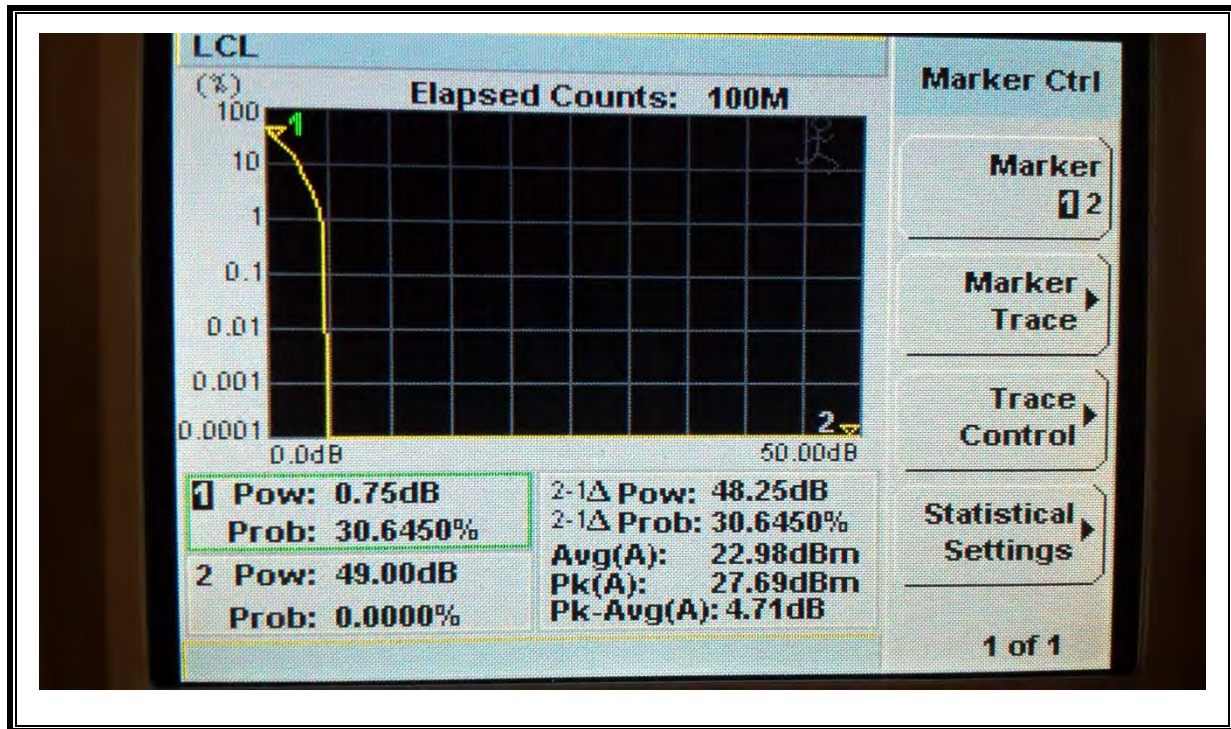 LCL
(%)
Elapsed Counts: 100M
100
1
10
1
0.1
0.01
0.001
0.0001
2
0.0dB
50.00dB
1 Pow: 0.75dB
Prob: 30.6450%
2 Pow: 49.00dB
Prob: 0.0000%
2-1Δ Pow: 48.25dB
2-1Δ Prob: 30.6450%
Avg(A): 22.98dBm
Pk(A): 27.69dBm
Pk-Avg(A): 4.71dB
Marker Ctrl
Marker
1 2
Marker
Trace
Trace
Control
Statistical
Settings
1 of 1